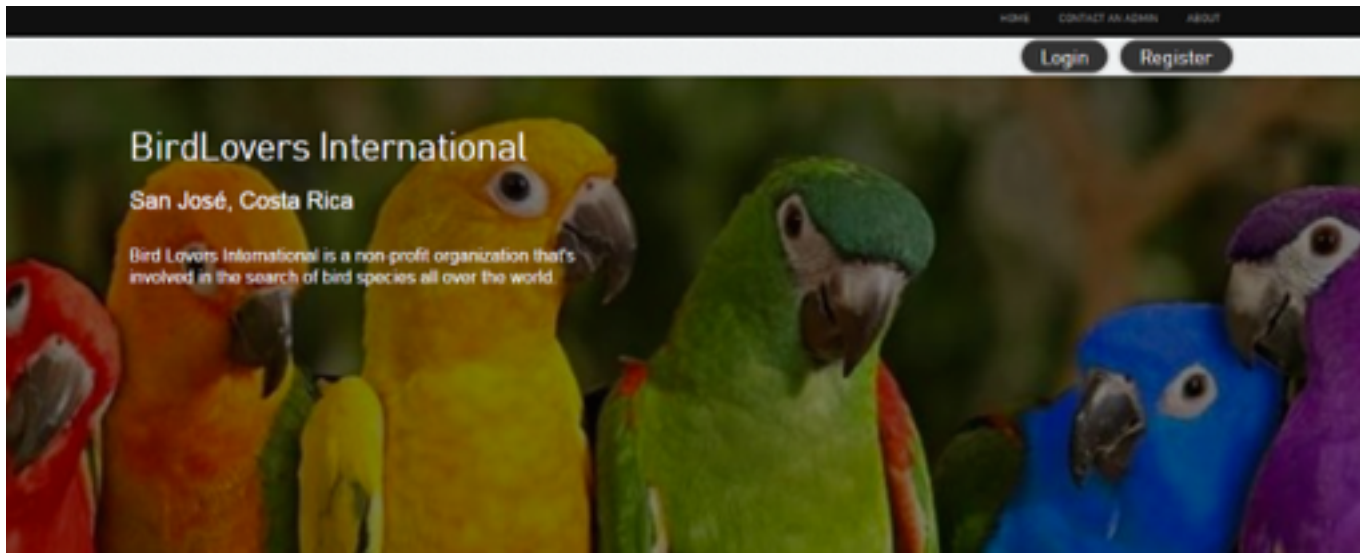 HOME CONTACT AN ADMIN ABOUT
Login Register
BirdLovers International
San José, Costa Rica
Bird Lovers International is a non-profit organization that's
involved in the search of bird species all over the world.